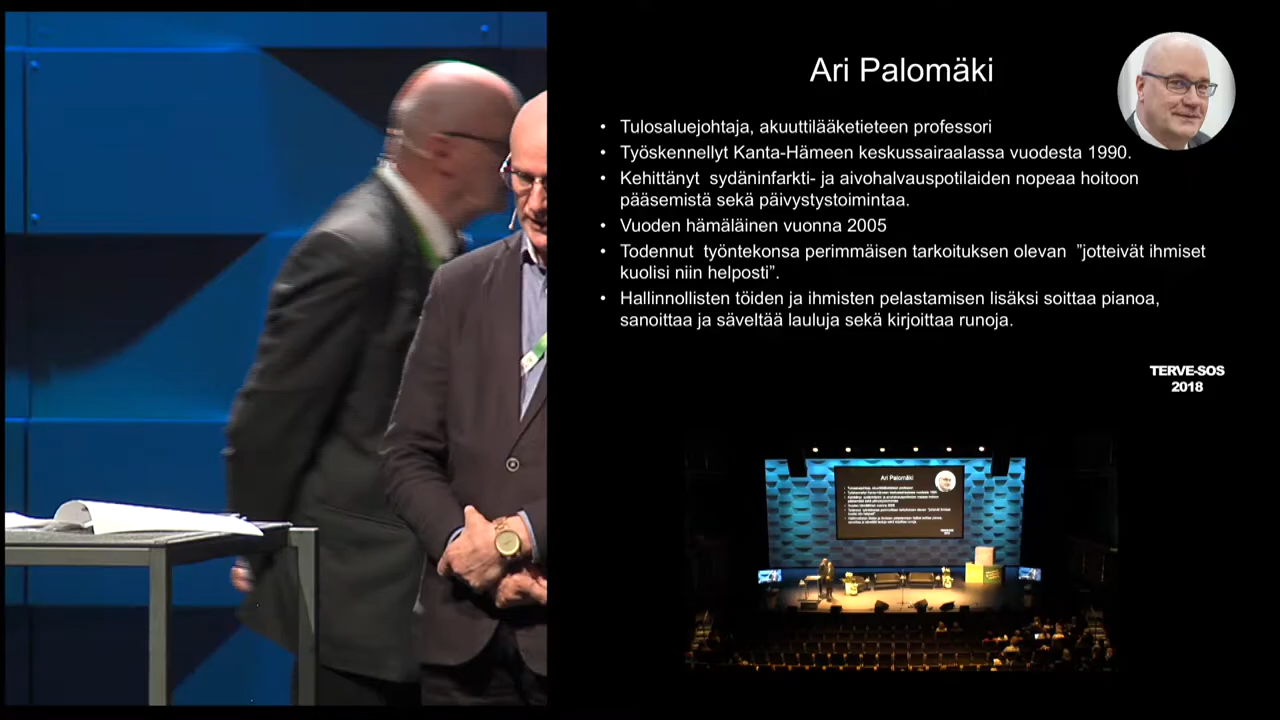 Ari Palomäki
• Tulosaluejohtaja, akuuttilääketieteen professori
• Työskennellyt Kanta-Hämeen keskussairaalassa vuodesta 1990.
• Kehittänyt sydäninfarkti- ja aivohalvauspotilaiden nopeaa hoitoon
pääsemistä sekä päivystystoimintaa.
• Vuoden hämäläinen vuonna 2005
• Todennut työntekonsa perimmäisen tarkoituksen olevan ”jotteivät ihmiset
kuolisi niin helposti”.
• Hallinnollisten töiden ja ihmisten pelastamisen lisäksi soittaa pianoa,
sanoittaa ja säveltää lauluja sekä kirjoittaa runoja.
TERVE-SOS
2018
Ari Palomäki